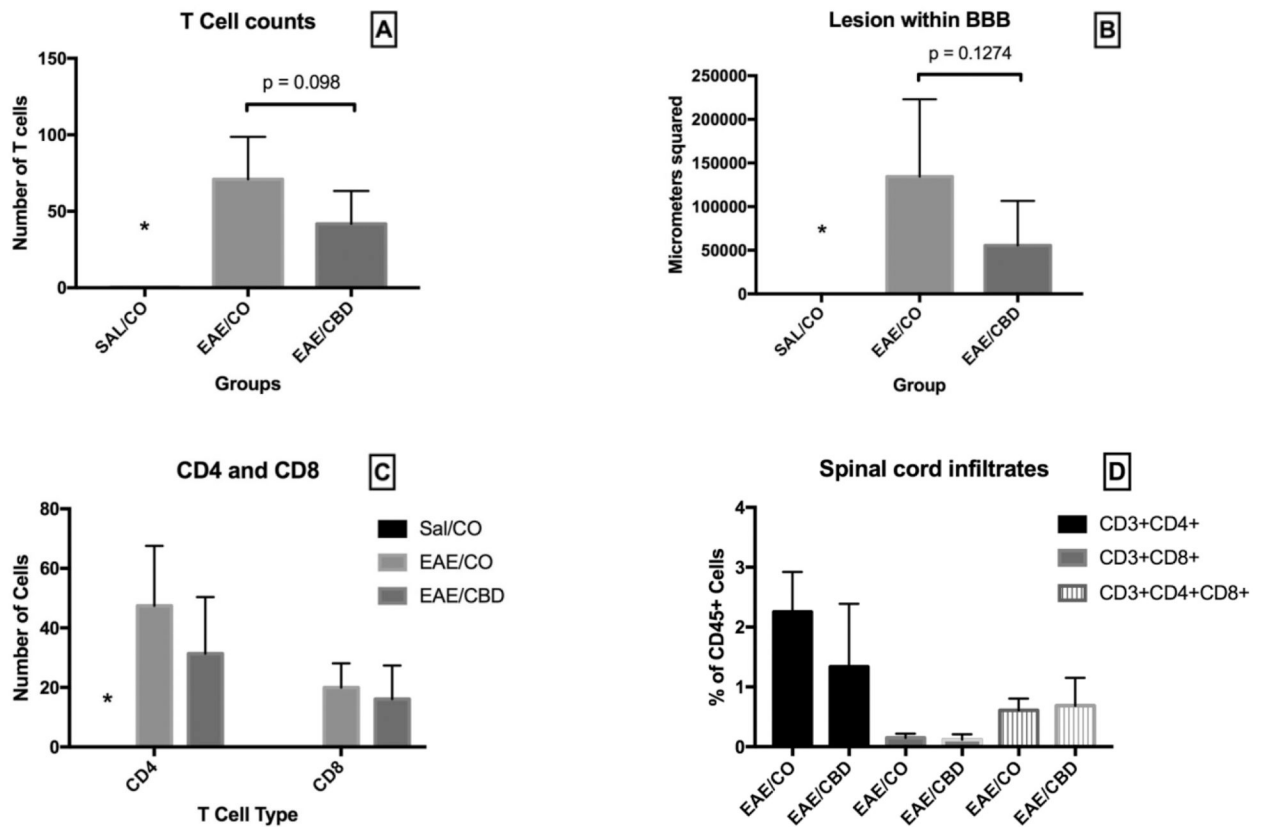 T Cell counts
A
p = 0.098
Number of T cells
150
100
50
0
*
SAL/CO
EAE/CO
EAE/CBD
Groups
Lesion within BBB
B
p = 0.1274
Micrometers squared
250000
200000
150000
100000
50000
0
*
SAL/CO
EAE/CO
EAE/CBD
Group
CD4 and CD8
C
Number of Cells
80
60
40
20
0
*
Sal/CO
EAE/CO
EAE/CBD
CD4
CD8
T Cell Type
Spinal cord infiltrates
D
% of CD45+ Cells
4
3
2
1
0
CD3+CD4+
CD3+CD8+
CD3+CD4+CD8+
EAE/CO
EAE/CBD
EAE/CO
EAE/CBD
EAE/CO
EAE/CBD